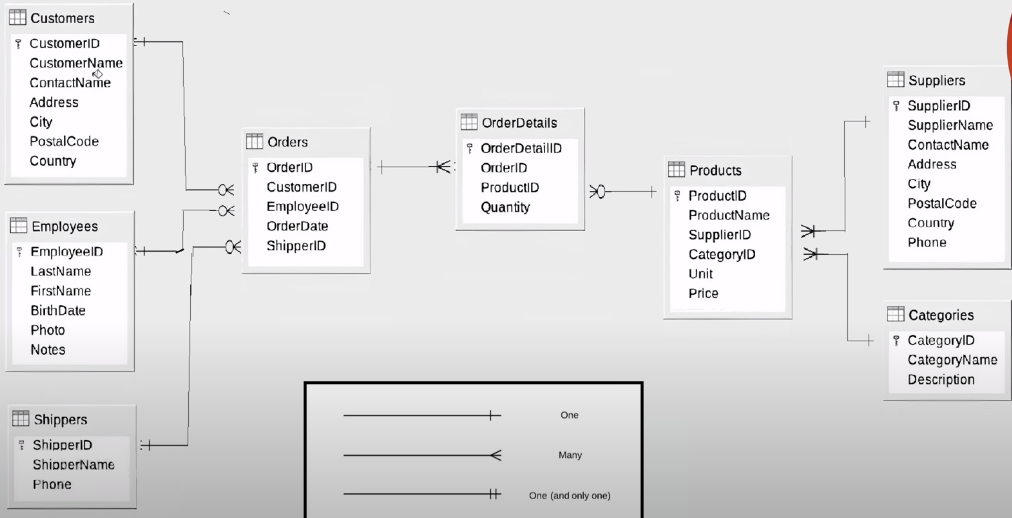 Customers
CustomerID
CustomerName
ContactName
Address
City
PostalCode
Country
Employees
EmployeeID
LastName
FirstName
BirthDate
Photo
Notes
Shippers
ShipperID
ShipperName
Phone
Orders
OrderID
CustomerID
EmployeeID
OrderDate
ShipperID
OrderDetails
OrderDetailID
OrderID
ProductID
Quantity
Products
ProductID
ProductName
SupplierID
CategoryID
Unit
Price
Suppliers
SupplierID
SupplierName
ContactName
Address
City
PostalCode
Country
Phone
Categories
CategoryID
CategoryName
Description
One
Many
One (and only one)